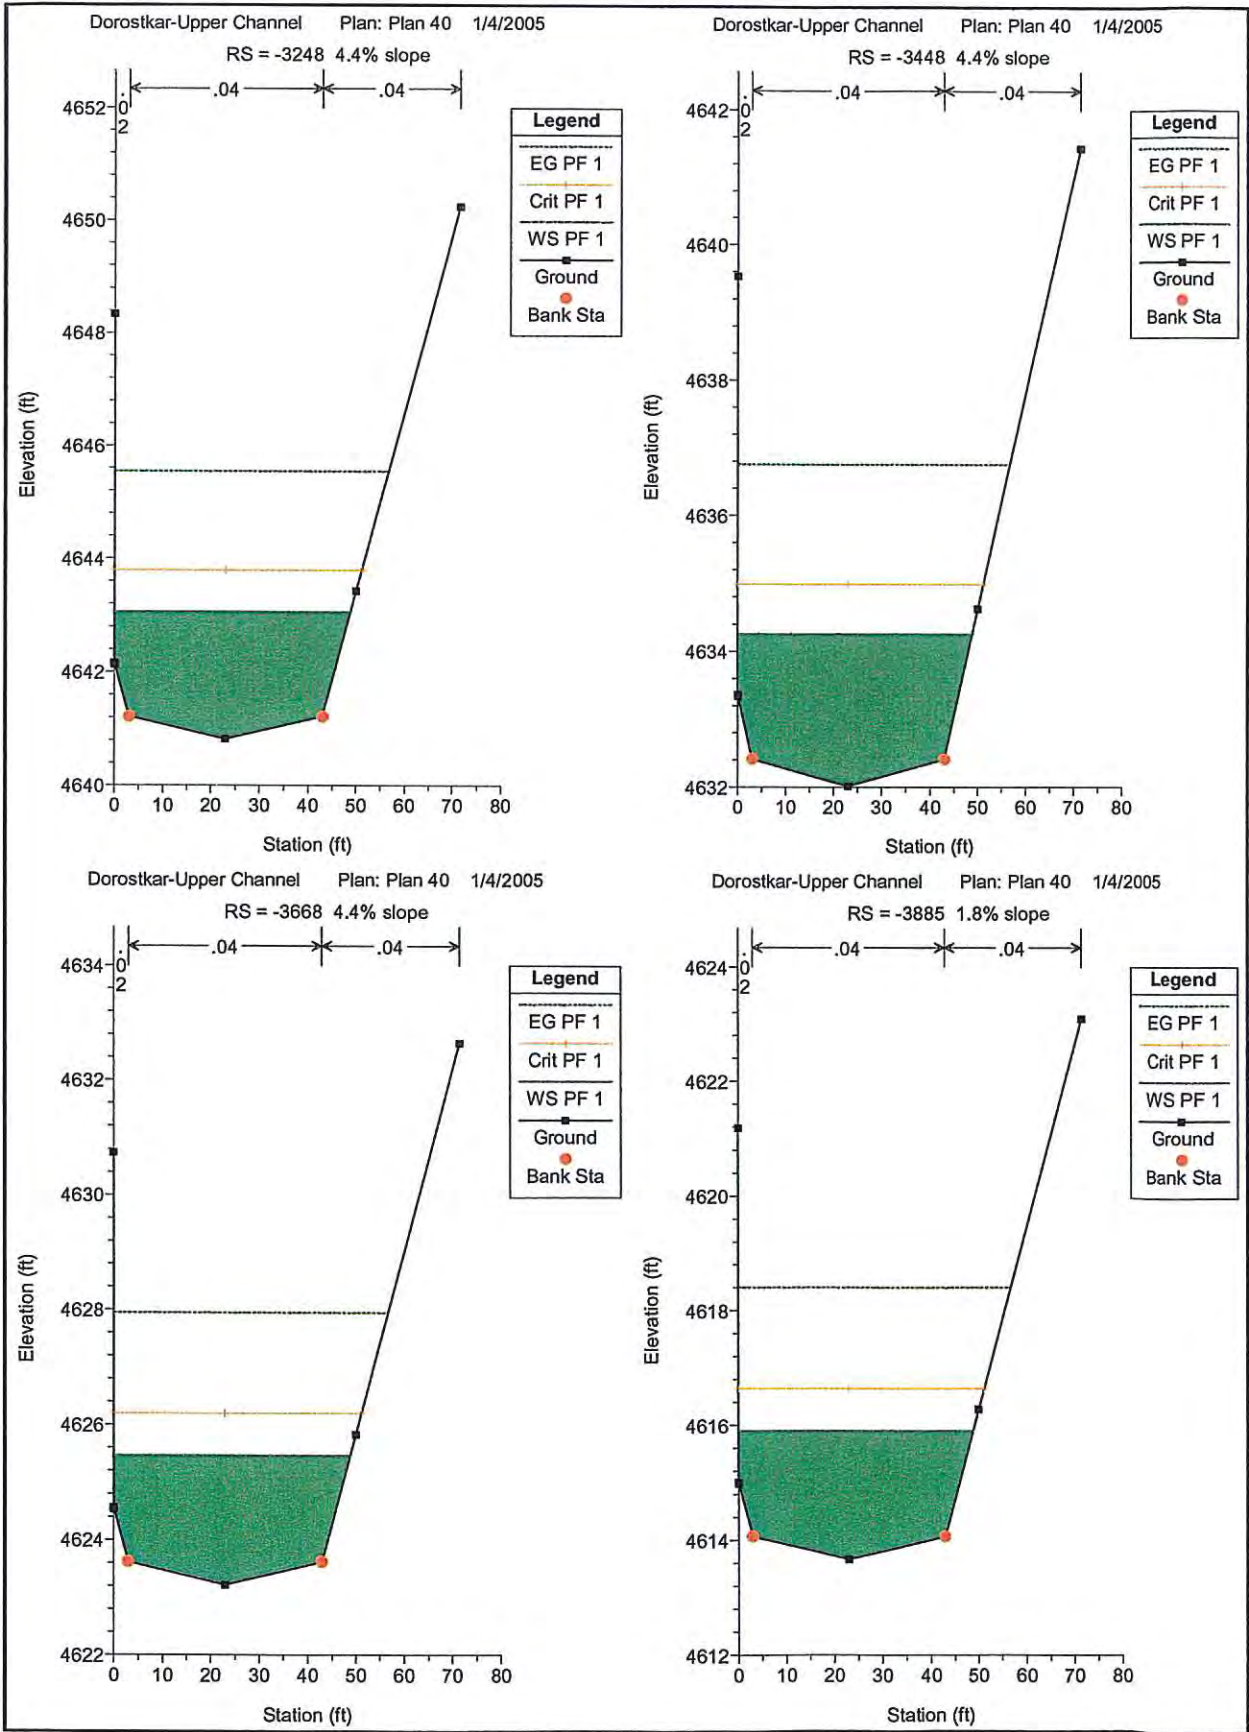 Dorostkar-Upper Channel Plan: Plan 40 1/4/2005
RS = -3248 4.4% slope
.02
.04
.04
4652
4650
4648
4646
4644
4642
4640
Elevation (ft)
0 10 20 30 40 50 60 70 80
Station (ft)
Legend
EG PF 1
Crit PF 1
WS PF 1
Ground
Bank Sta
Dorostkar-Upper Channel Plan: Plan 40 1/4/2005
RS = -3448 4.4% slope
.02
.04
.04
4642
4640
4638
4636
4634
4632
Elevation (ft)
0 10 20 30 40 50 60 70 80
Station (ft)
Legend
EG PF 1
Crit PF 1
WS PF 1
Ground
Bank Sta
Dorostkar-Upper Channel Plan: Plan 40 1/4/2005
RS = -3668 4.4% slope
.02
.04
.04
4634
4632
4630
4628
4626
4624
4622
Elevation (ft)
0 10 20 30 40 50 60 70 80
Station (ft)
Legend
EG PF 1
Crit PF 1
WS PF 1
Ground
Bank Sta
Dorostkar-Upper Channel Plan: Plan 40 1/4/2005
RS = -3885 1.8% slope
.02
.04
.04
4624
4622
4620
4618
4616
4614
4612
Elevation (ft)
0 10 20 30 40 50 60 70 80
Station (ft)
Legend
EG PF 1
Crit PF 1
WS PF 1
Ground
Bank Sta